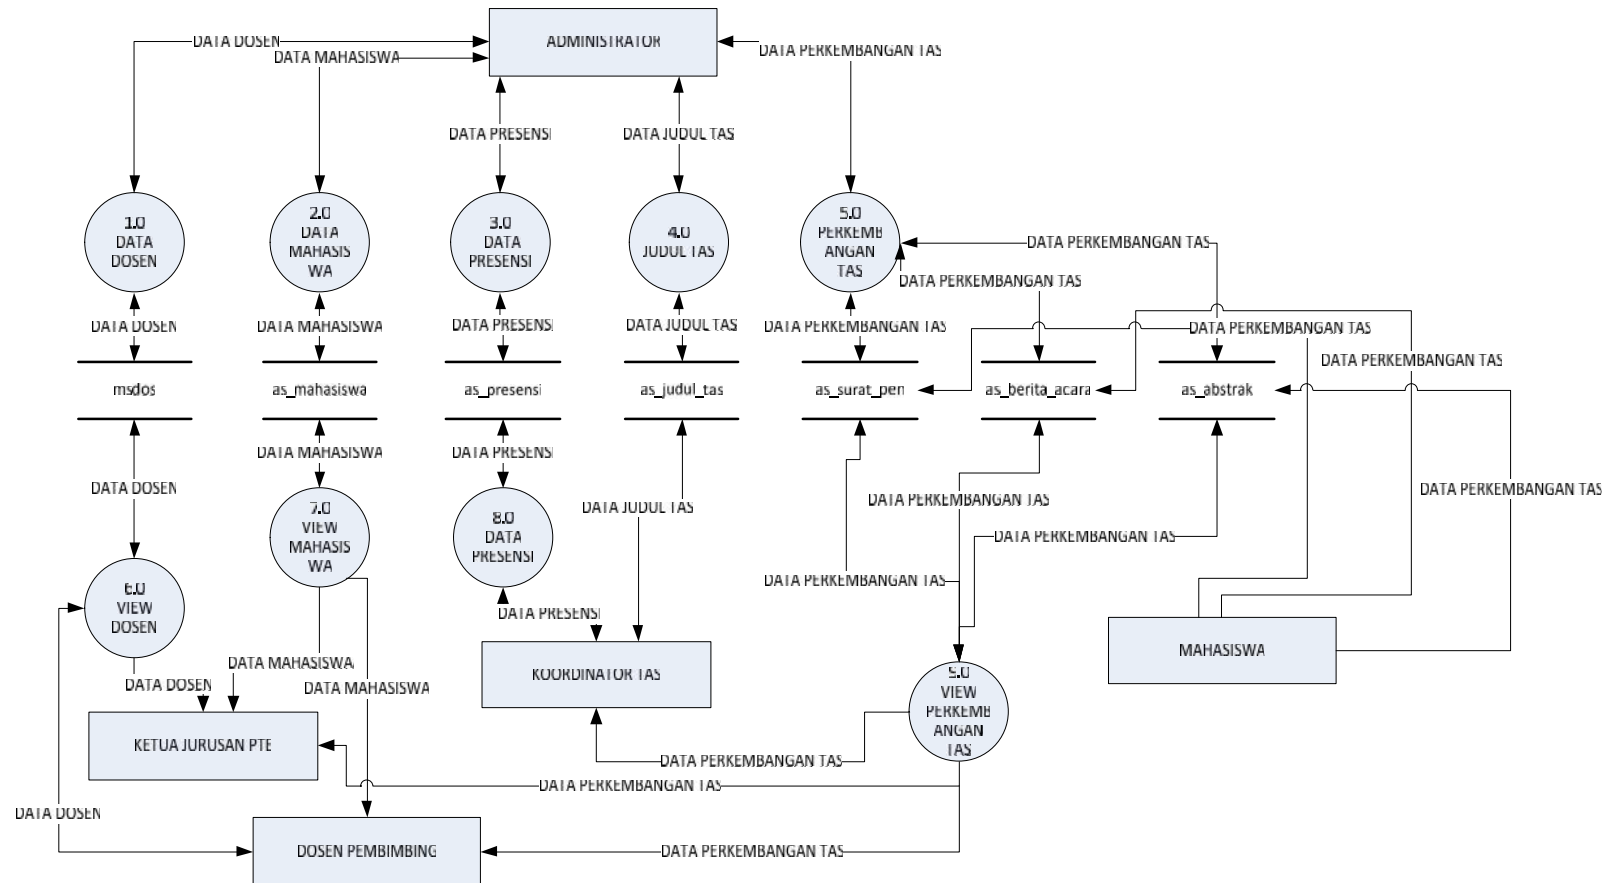 ADMINISTRATOR
DATA DOSEN
DATA MAHASISWA
DATA PERKEMBANGAN TAS
DATA PRESENSI
DATA JUDUL TAS
1.0
DATA
DOSEN
2.0
DATA
MAHASIS
WA
3.0
DATA
PRESENSI
4.0
JUDUL TAS
5.0
PERKEMB
ANGAN
TAS
DATA PERKEMBANGAN TAS
DATA PERKEMBANGAN TAS
DATA DOSEN
DATA MAHASISWA
DATA PRESENSI
DATA JUDUL TAS
DATA PERKEMBANGAN TAS
DATA PERKEMBANGAN TAS
DATA PERKEMBANGAN TAS
msdos
as_mahasiswa
as_presensi
as_judul_tas
as_surat_pen
as_berita_acara
as_abstrak
DATA DOSEN
DATA MAHASISWA
DATA PRESENSI
DATA JUDUL TAS
DATA PERKEMBANGAN TAS
DATA PERKEMBANGAN TAS
DATA PERKEMBANGAN TAS
DATA PERKEMBANGAN TAS
6.0
VIEW
DOSEN
7.0
VIEW
MAHASIS
WA
8.0
DATA
PRESENSI
DATA PRESENSI
DATA MAHASISWA
DATA DOSEN
DATA MAHASISWA
KOORDINATOR TAS
MAHASISWA
9.0
VIEW
PERKEMB
ANGAN
TAS
KETUA JURUSAN PTE
DATA PERKEMBANGAN TAS
DATA PERKEMBANGAN TAS
DATA DOSEN
DOSEN PEMBIMBING
DATA PERKEMBANGAN TAS